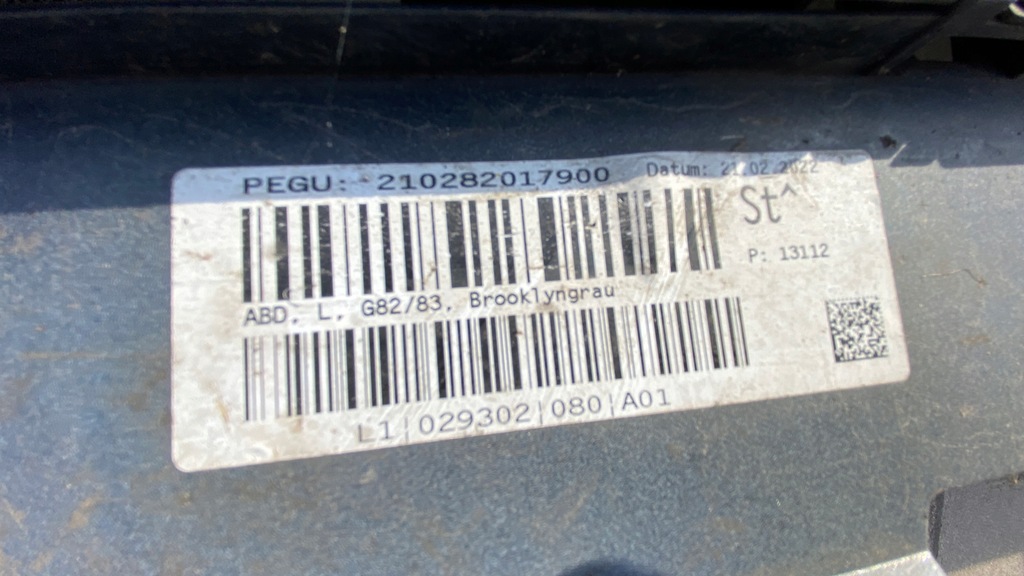 PEGU: 210282017900
Datum: 21.02.2022
St^
P: 13112
ABD. L. G82/83. Brooklyngrau
L1|029302|080|A01